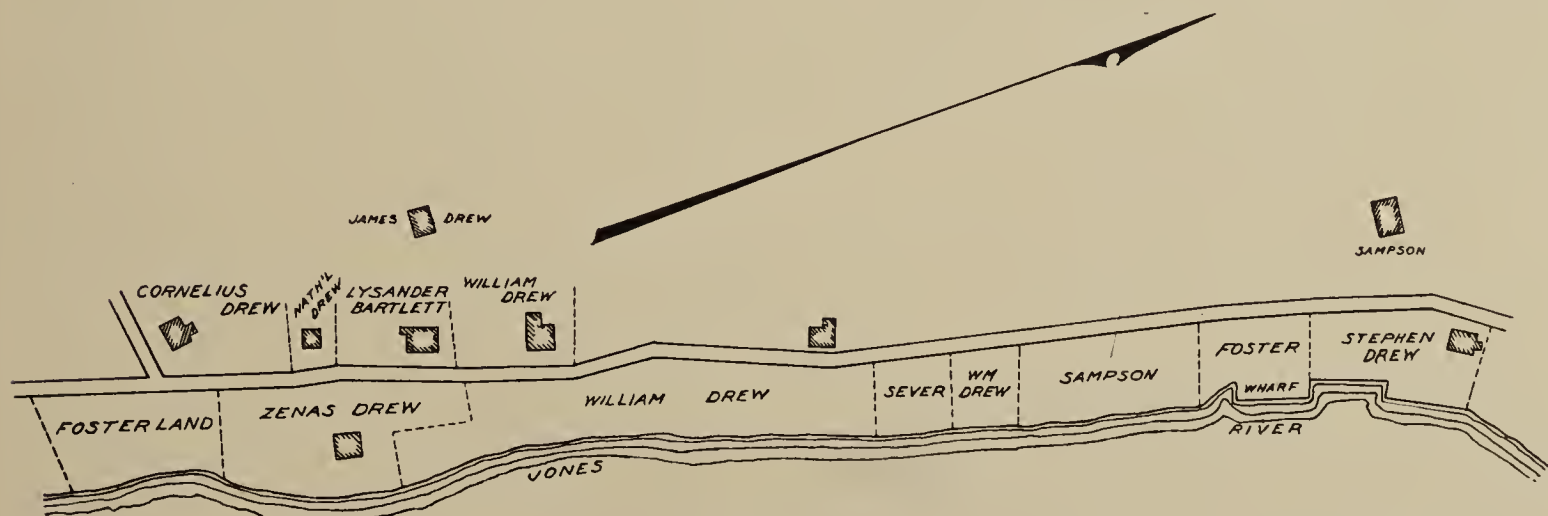 JAMES DREW
SAMPSON
CORNELIUS
DREW
NATH'L
DREW
LYSANDER
BARTLETT
WILLIAM
DREW
FOSTER LAND
ZENAS DREW
WILLIAM DREW
SEVER
WM
DREW
SAMPSON
FOSTER
WHARF
STEPHEN
DREW
JONES
RIVER